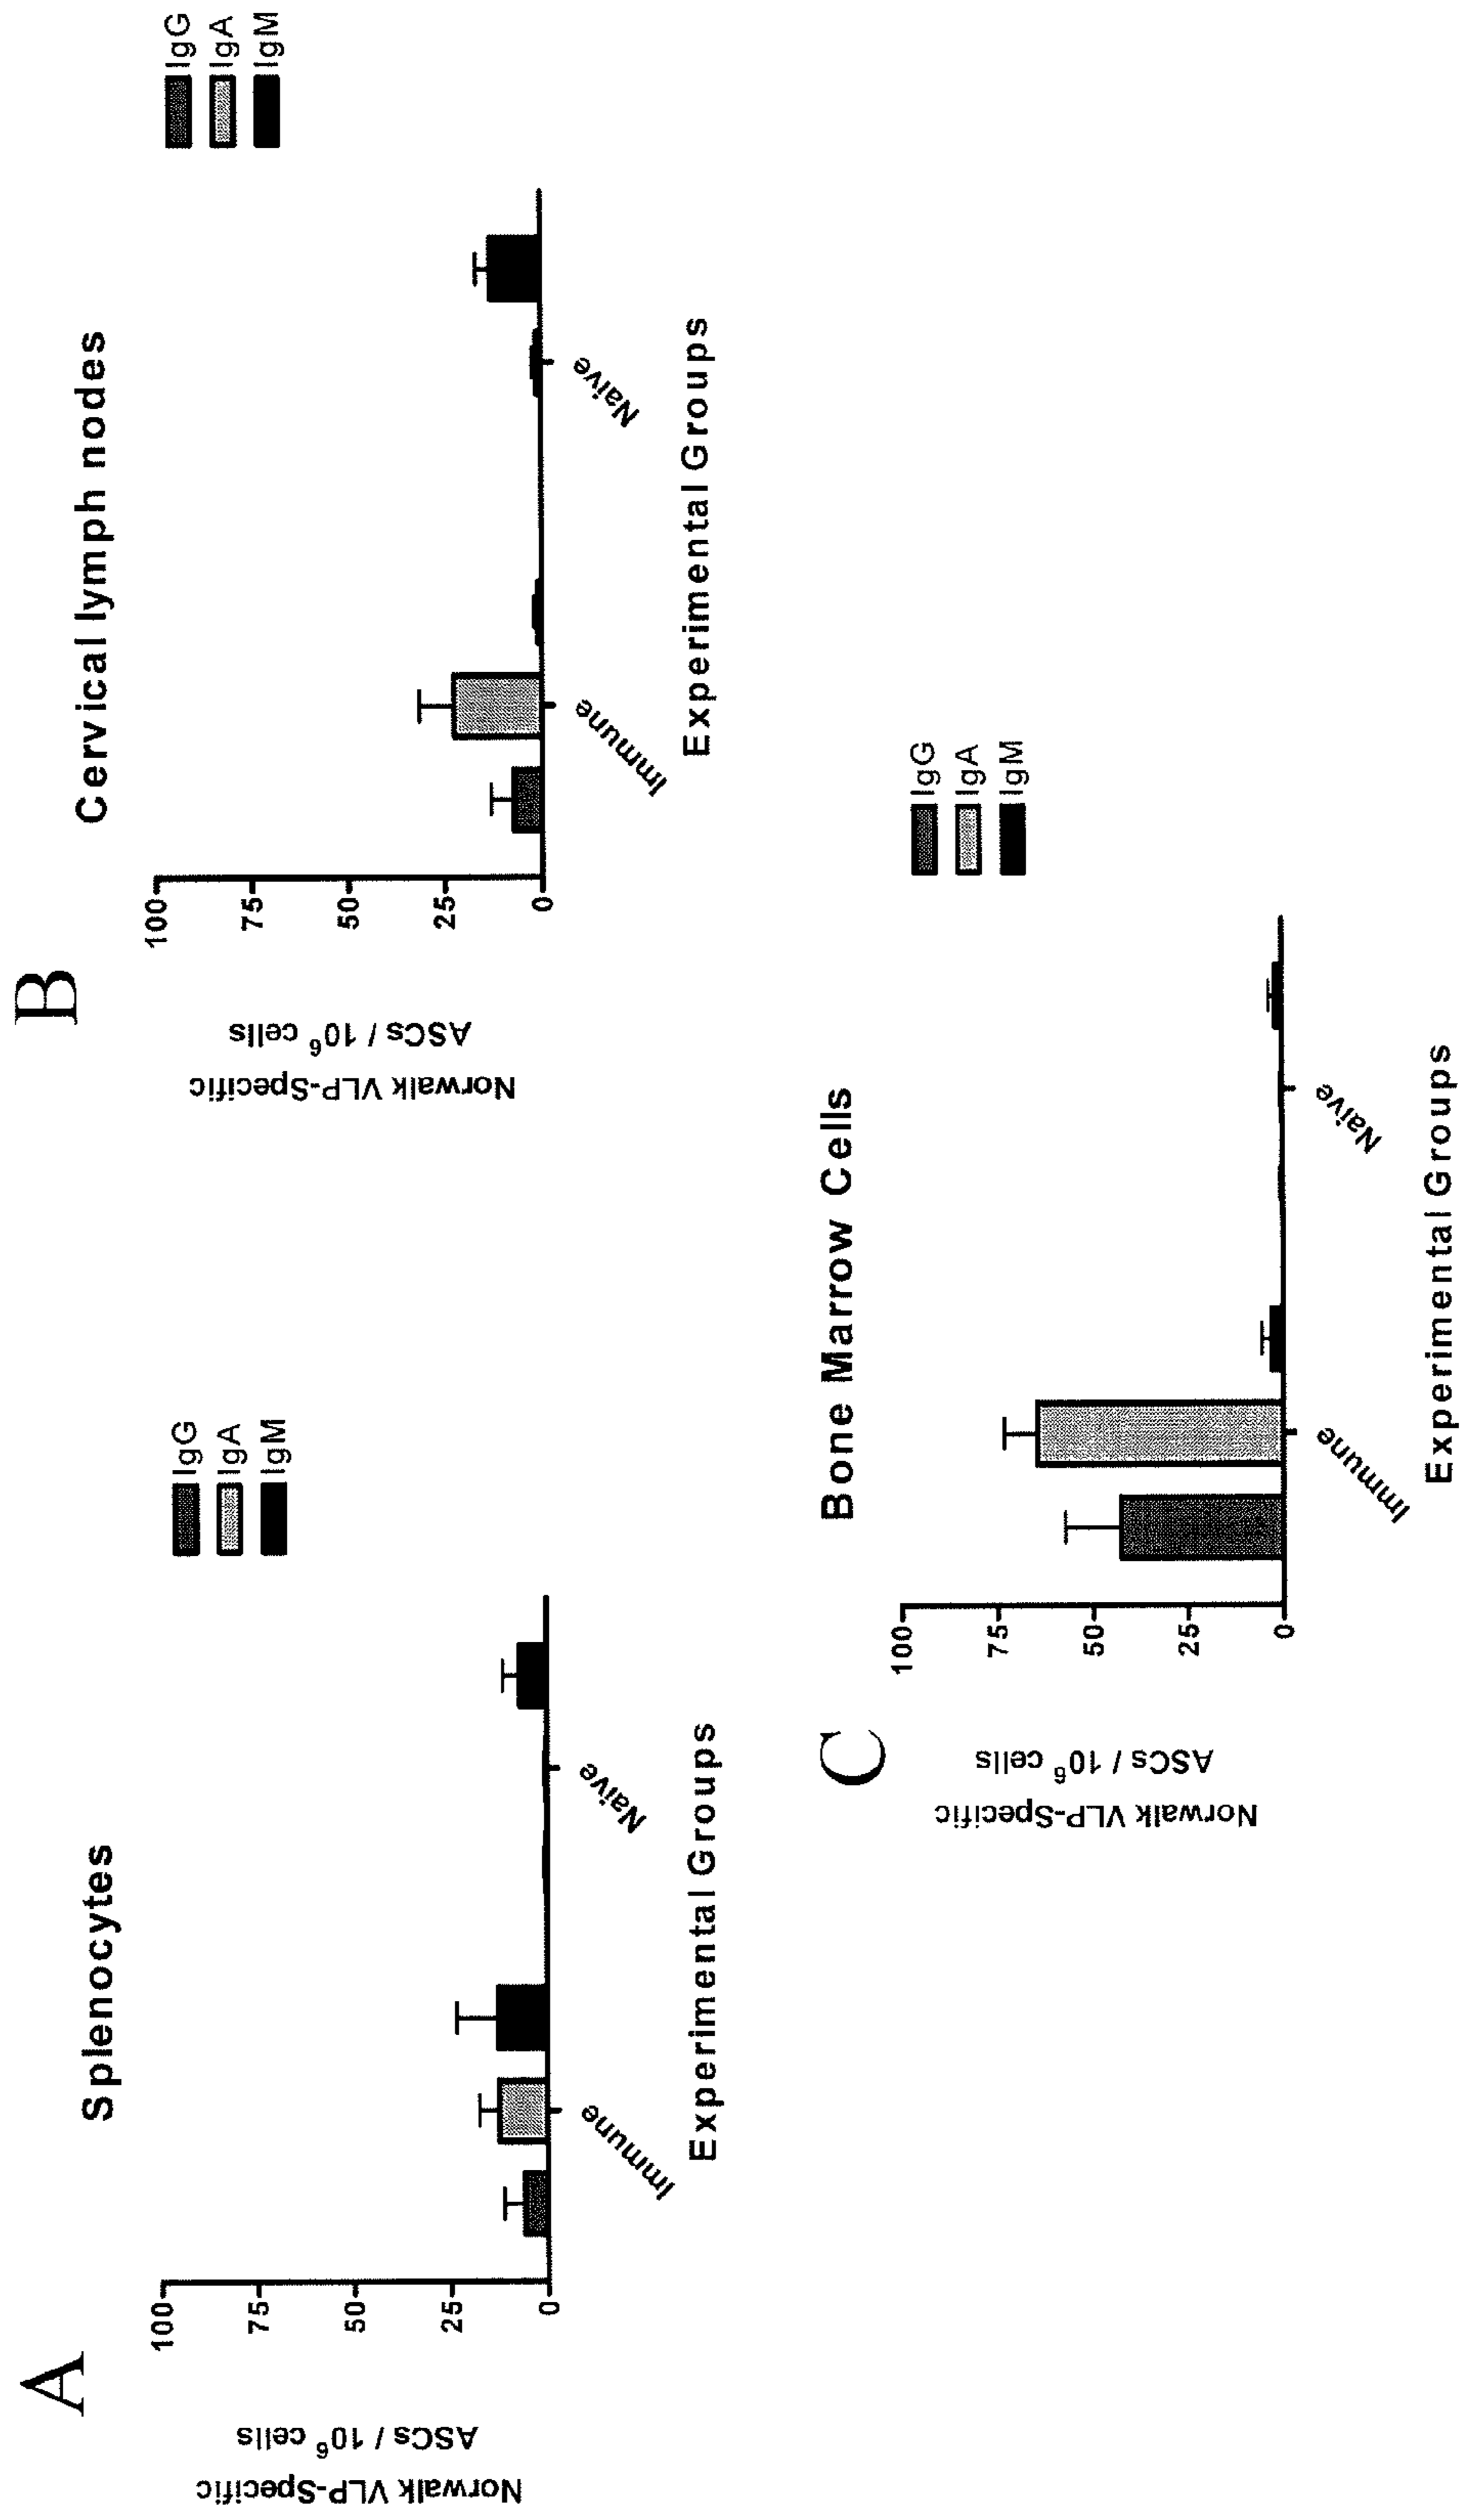 A
Splenocytes
IgG
IgA
IgM
Norwalk VLP-Specific
ASCs / 10⁶ cells
100
75
50
25
0
Immune
Naive
Experimental Groups
B
Cervical lymph nodes
IgG
IgA
IgM
Norwalk VLP-Specific
ASCs / 10⁶ cells
100
75
50
25
0
Immune
Naive
Experimental Groups
C
Bone Marrow Cells
IgG
IgA
IgM
Norwalk VLP-Specific
ASCs / 10⁶ cells
100
75
50
25
0
Immune
Naive
Experimental Groups